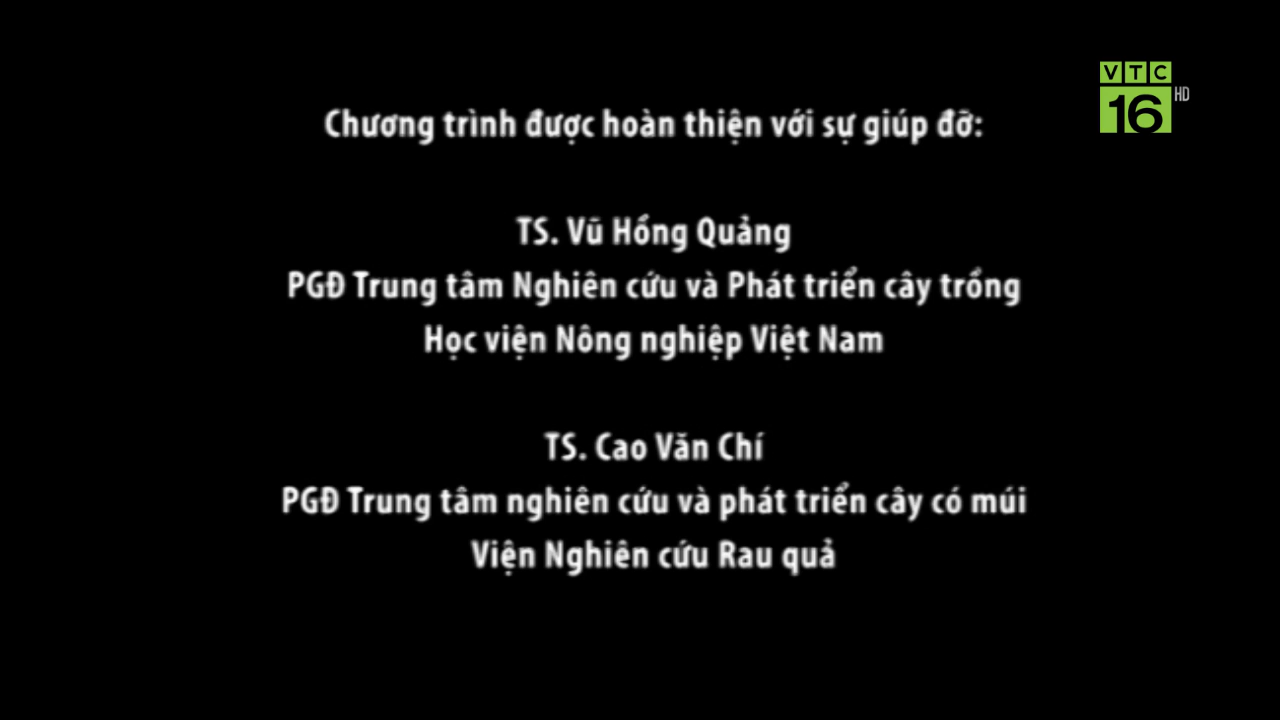 VTC
16 HD
Chương trình được hoàn thiện với sự giúp đỡ:
TS. Vũ Hồng Quảng
PGĐ Trung tâm Nghiên cứu và Phát triển cây trồng
Học viện Nông nghiệp Việt Nam
TS. Cao Văn Chí
PGĐ Trung tâm nghiên cứu và phát triển cây có múi
Viện Nghiên cứu Rau quả